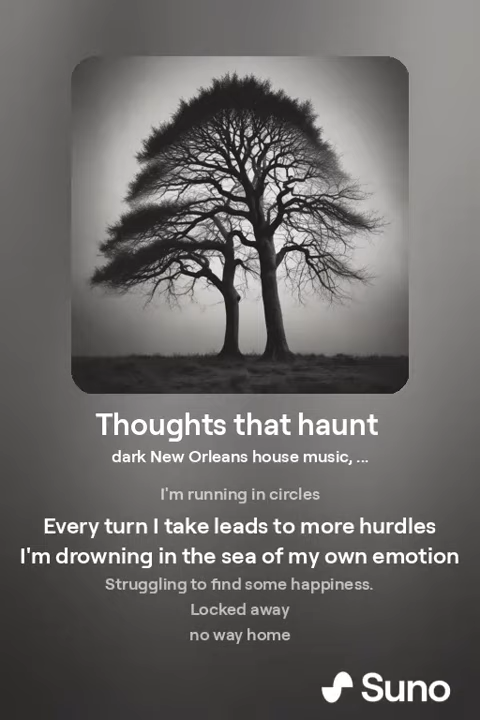 Thoughts that haunt
dark New Orleans house music, ...
I'm running in circles
Every turn I take leads to more hurdles
I'm drowning in the sea of my own emotion
Struggling to find some happiness.
Locked away
no way home
Suno